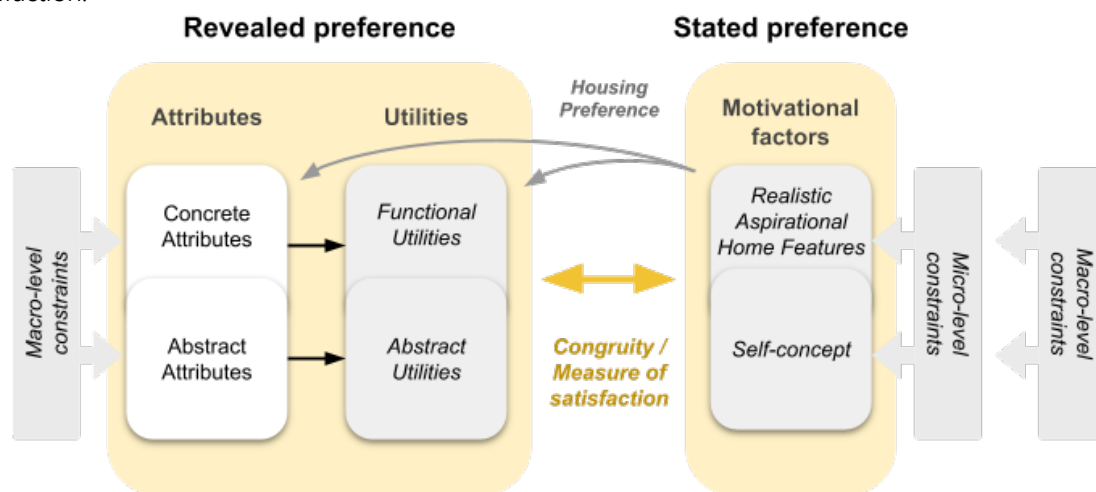 Revealed preference
Stated preference
Attributes
Utilities
Housing
Preference
Motivational
factors
Macro-level
constraints
Concrete
Attributes
Functional
Utilities
Realistic
Aspirational
Home Features
Abstract
Attributes
Abstract
Utilities
Congruity /
Measure of
satisfaction
Self-concept
Micro-level
constraints
Macro-level
constraints